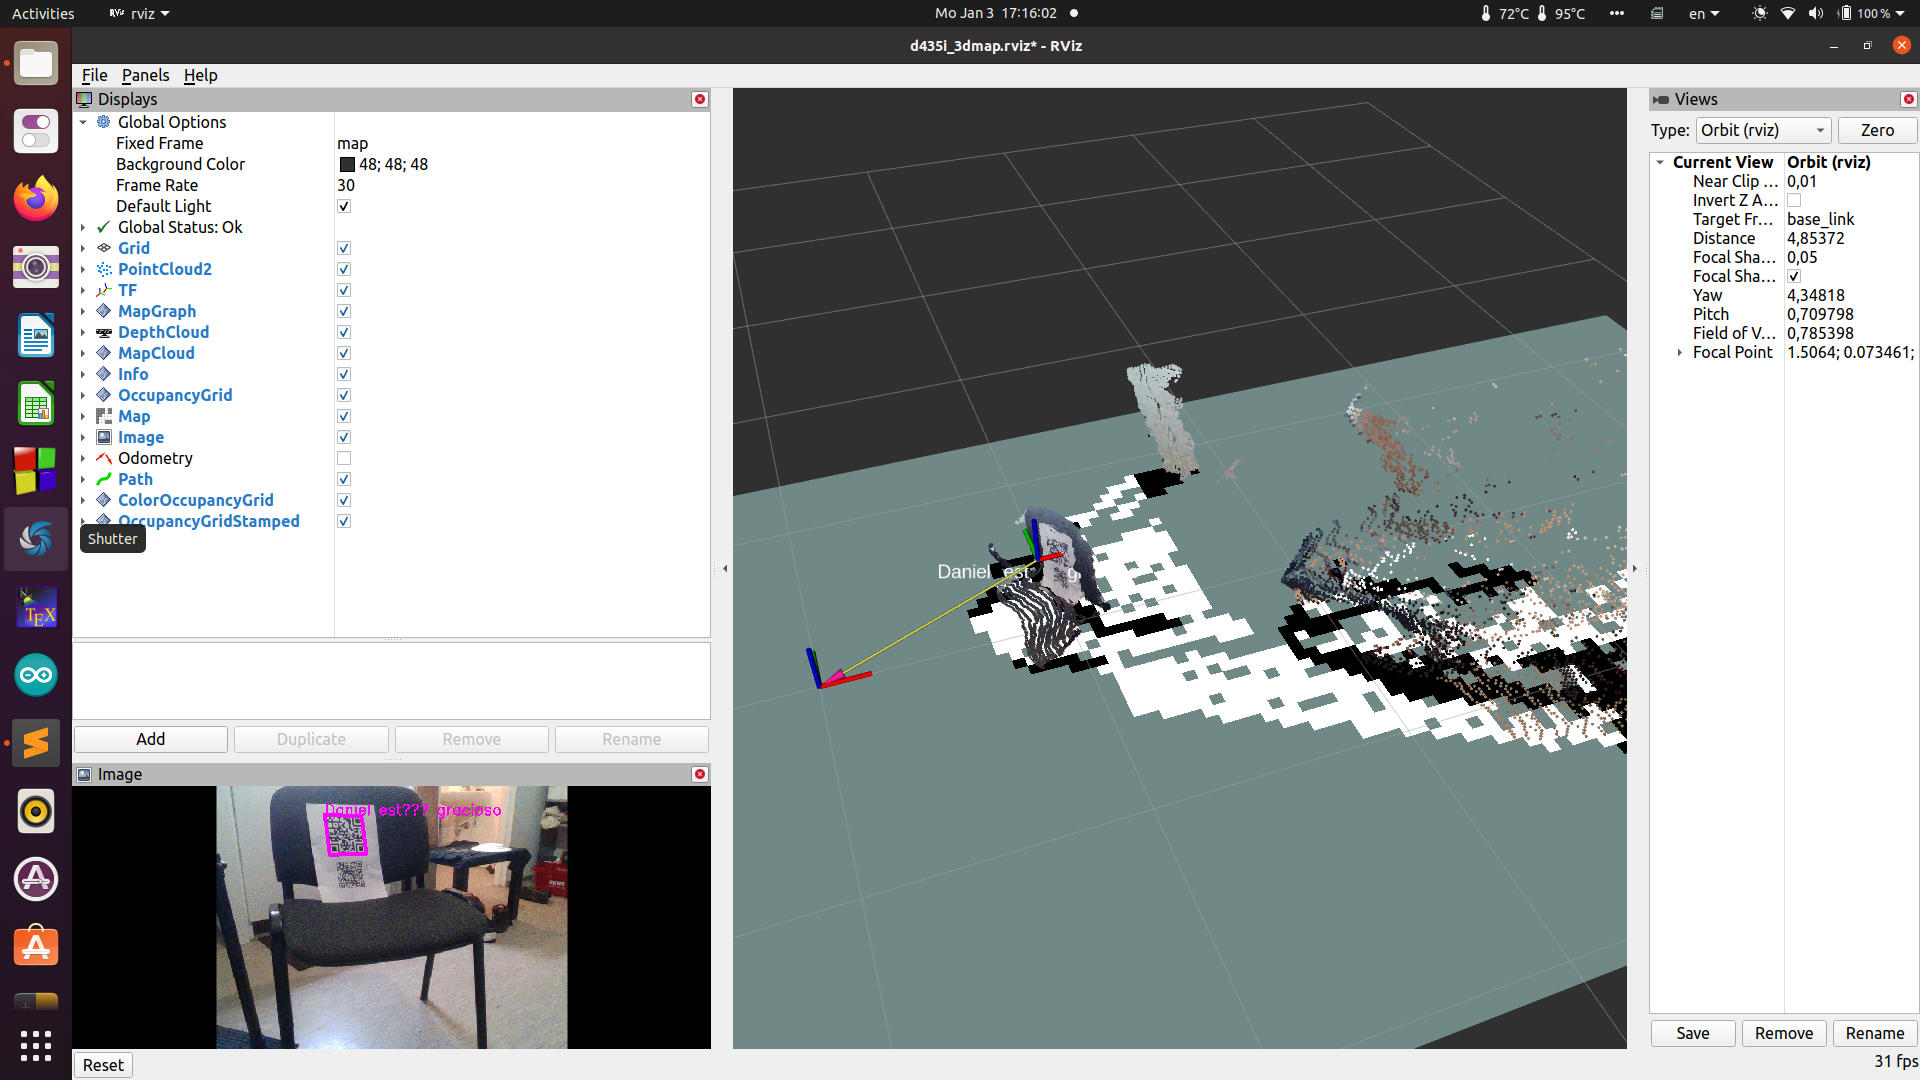 Activities
rviz
Mo Jan 3 17:16:02
72°C
95°C
en
100 %
d435i_3dmap.rviz* - RViz
File Panels Help
Displays
Global Options
Fixed Frame map
Background Color 48; 48; 48
Frame Rate 30
Default Light
Global Status: Ok
Grid
PointCloud2
TF
MapGraph
DepthCloud
MapCloud
Info
OccupancyGrid
Map
Image
Odometry
Path
ColorOccupancyGrid
OccupancyGridStamped
Shutter
TEX
Add
Duplicate
Remove
Rename
Image
Daniel est??? gracioso
Reset
Daniel est
g
Views
Type: Orbit (rviz)
Zero
Current View Orbit (rviz)
Near Clip ... 0,01
Invert Z A...
Target Fr... base_link
Distance 4,85372
Focal Sha... 0,05
Focal Sha...
Yaw 4,34818
Pitch 0,709798
Field of V... 0,785398
Focal Point 1.5064; 0.073461;
Save
Remove
Rename
31 fps